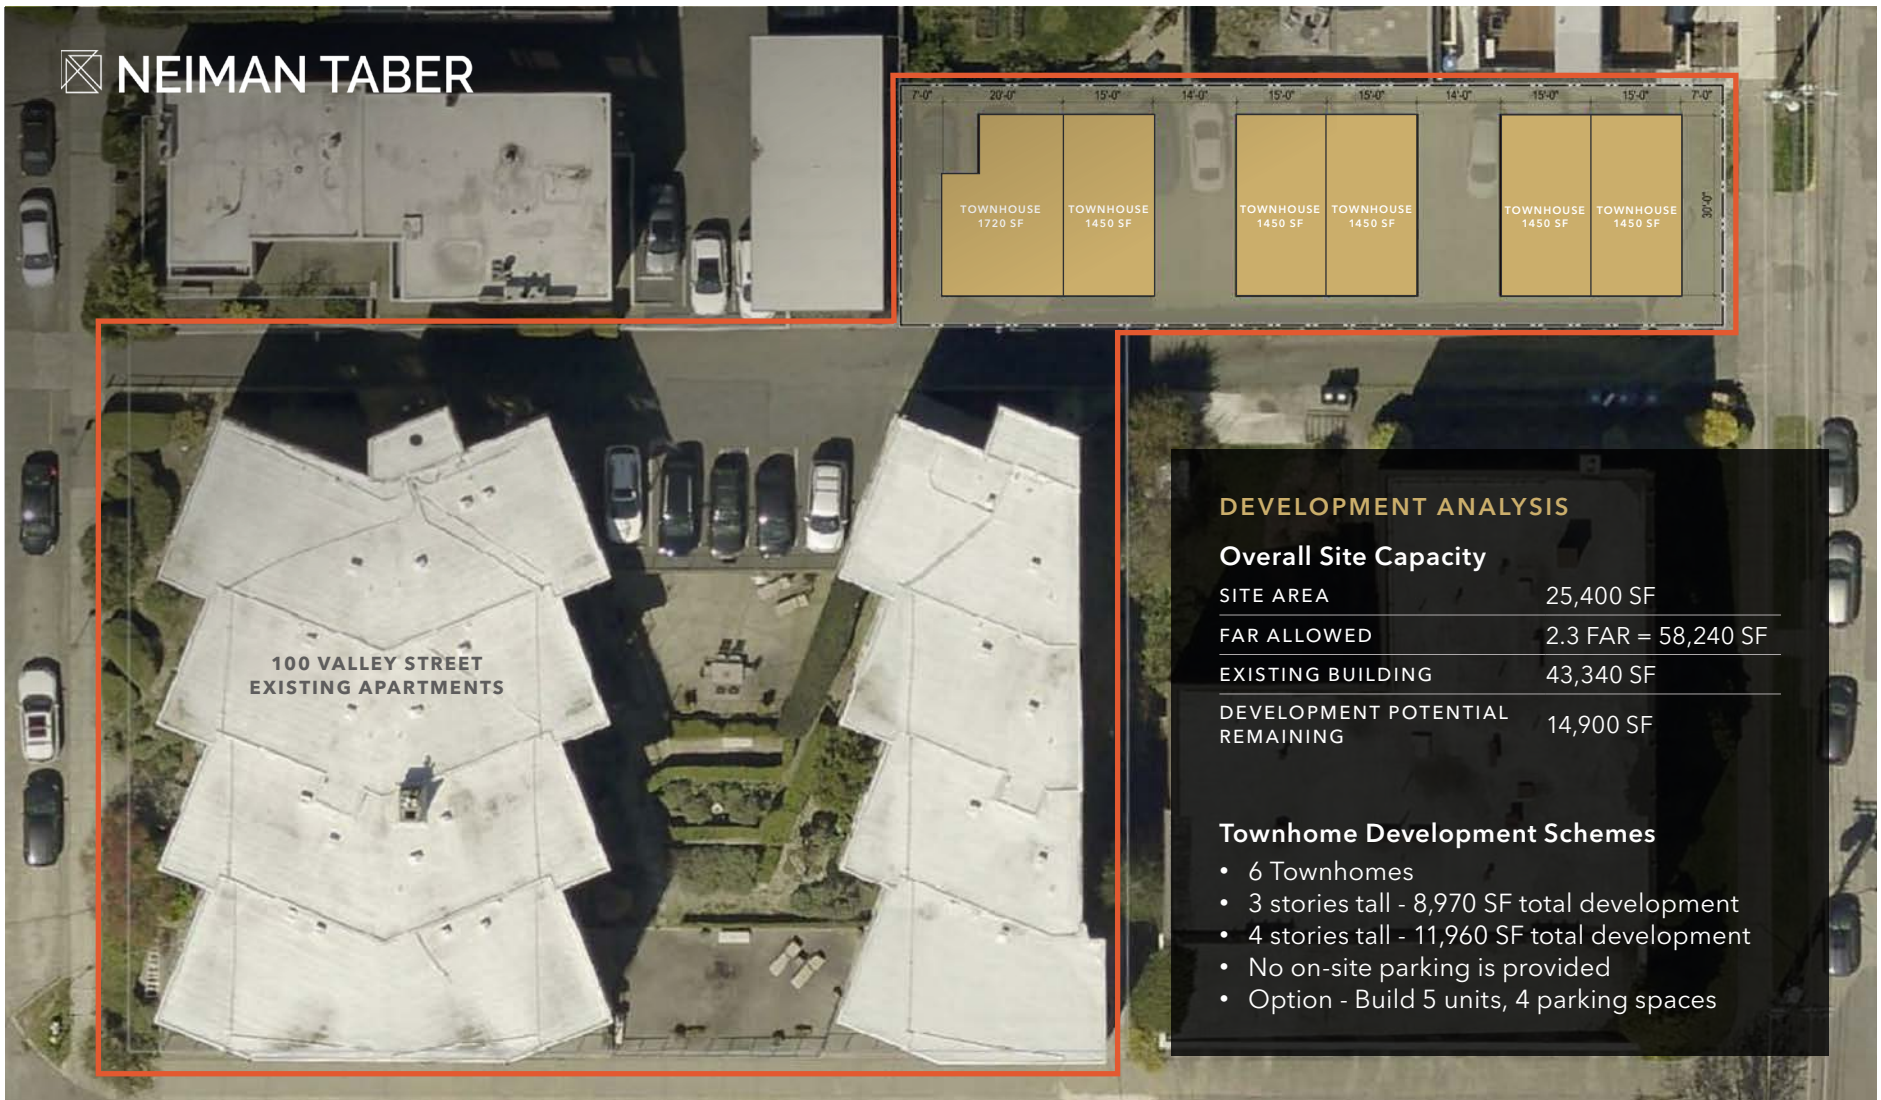 NEIMAN TABER
7'-0" 20'-0" 15'-0" 14'-0" 15'-0" 15'-0" 14'-0" 15'-0" 15'-0" 7'-0"
TOWNHOUSE
1720 SF
TOWNHOUSE
1450 SF
TOWNHOUSE
1450 SF
TOWNHOUSE
1450 SF
TOWNHOUSE
1450 SF
TOWNHOUSE
1450 SF
30'-0"
100 VALLEY STREET
EXISTING APARTMENTS
DEVELOPMENT ANALYSIS
Overall Site Capacity
SITE AREA 25,400 SF
FAR ALLOWED 2.3 FAR = 58,240 SF
EXISTING BUILDING 43,340 SF
DEVELOPMENT POTENTIAL
REMAINING 14,900 SF
Townhome Development Schemes
• 6 Townhomes
• 3 stories tall - 8,970 SF total development
• 4 stories tall - 11,960 SF total development
• No on-site parking is provided
• Option - Build 5 units, 4 parking spaces